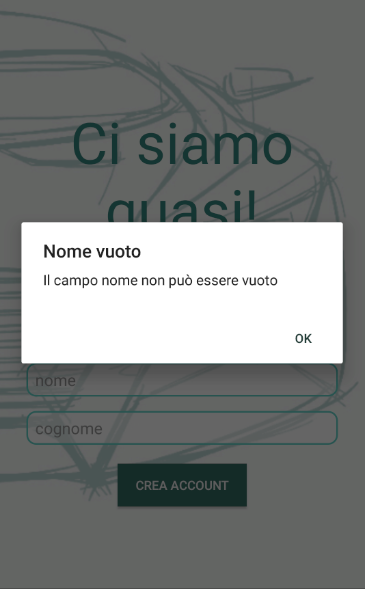 Ci siamo
quasi!
Nome vuoto
Il campo nome non può essere vuoto
OK
nome
cognome
CREA ACCOUNT